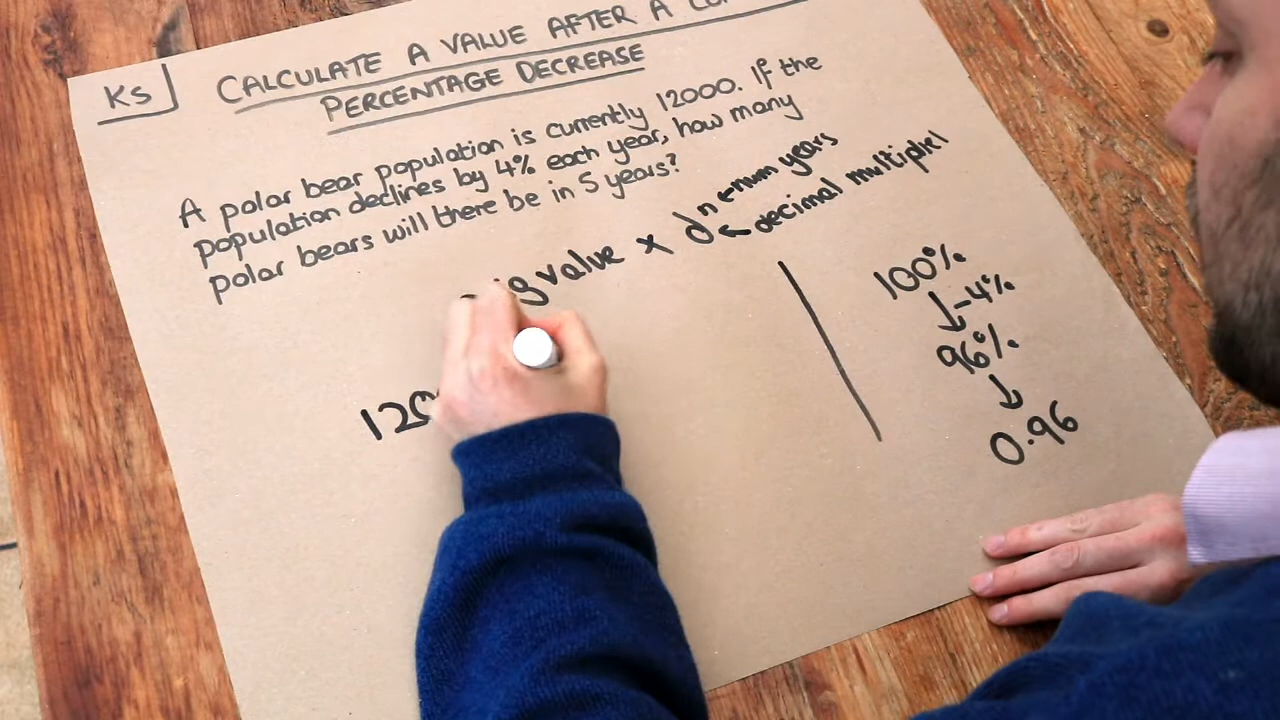 KS
CALCULATE A VALUE AFTER A
PERCENTAGE DECREASE
A polar bear population is currently 12000. If the
population declines by 4% each year, how many
polar bears will there be in 5 years?
value × dⁿ ← num years
← decimal multiplier
100%
↓ -4%
96%
↓
0.96
120